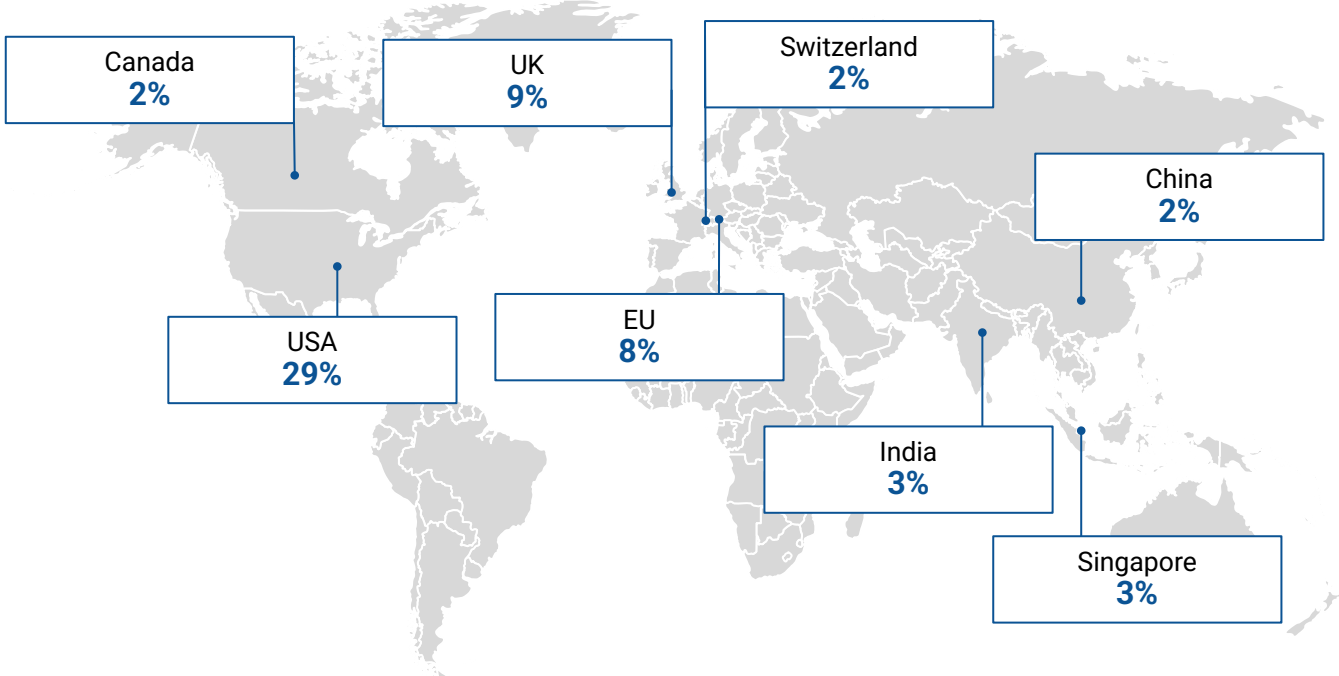 Canada
2%
UK
9%
Switzerland
2%
China
2%
USA
29%
EU
8%
India
3%
Singapore
3%